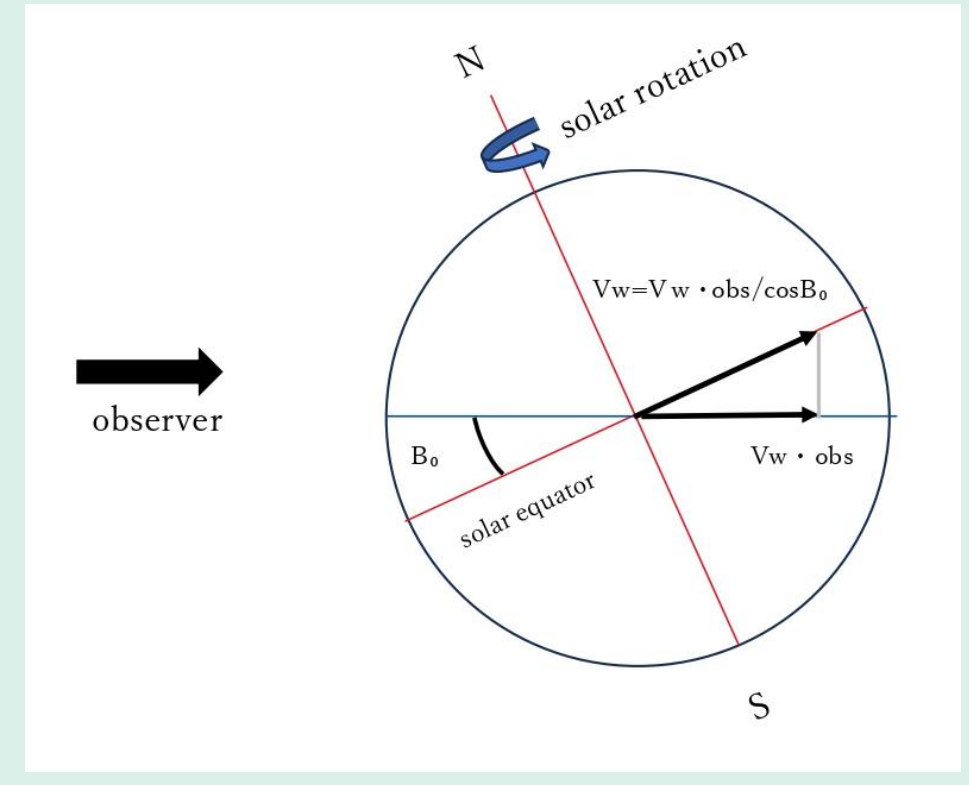 N
solar rotation
Vw=Vw・obs/cosB₀
observer
B₀
Vw・obs
solar equator
S